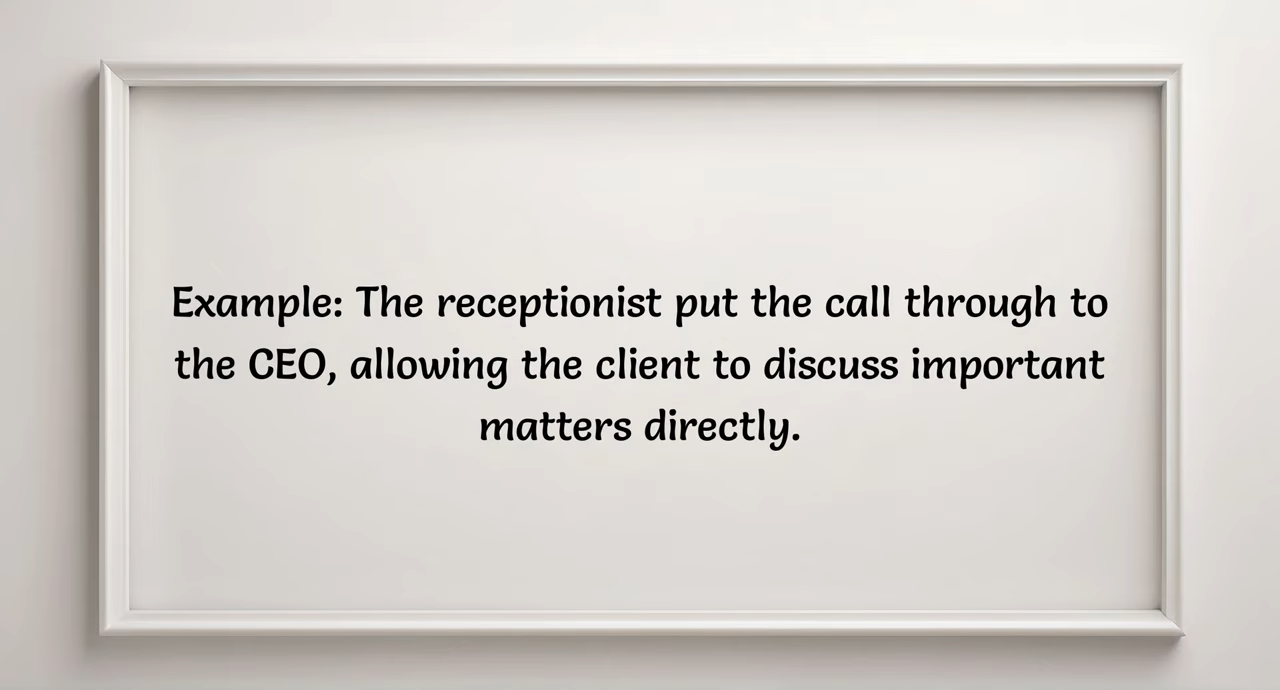 Example: The receptionist put the call through to
the CEO, allowing the client to discuss important
matters directly.